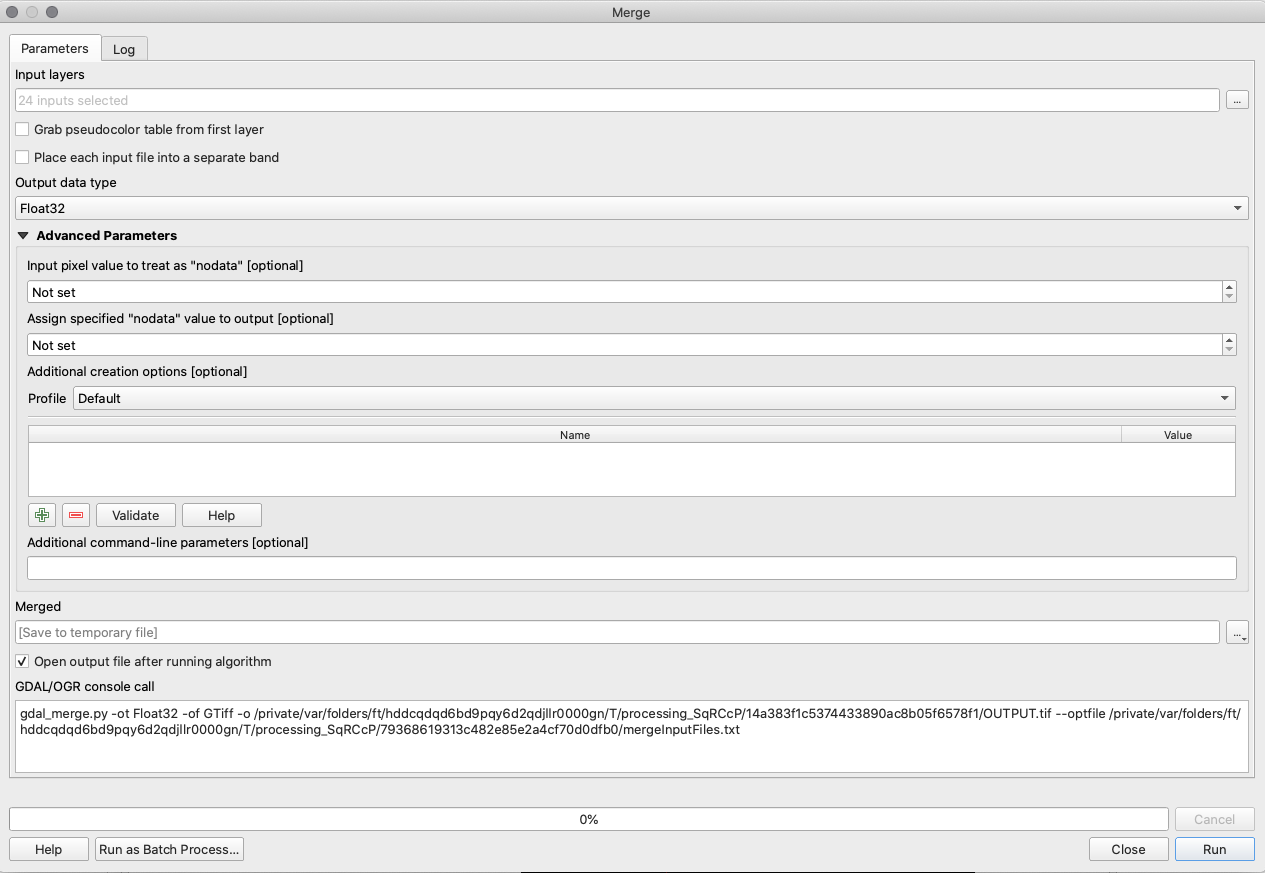 Merge
Parameters
Log
Input layers
24 inputs selected
...
Grab pseudocolor table from first layer
Place each input file into a separate band
Output data type
Float32
Advanced Parameters
Input pixel value to treat as "nodata" [optional]
Not set
Assign specified "nodata" value to output [optional]
Not set
Additional creation options [optional]
Profile Default
Name Value
Validate Help
Additional command-line parameters [optional]
Merged
[Save to temporary file]
...
Open output file after running algorithm
GDAL/OGR console call
gdal_merge.py -ot Float32 -of GTiff -o /private/var/folders/ft/hddcqdqd6bd9pqy6d2qdjllr0000gn/T/processing_SqRCcP/14a383f1c5374433890ac8b05f6578f1/OUTPUT.tif --optfile /private/var/folders/ft/
hddcqdqd6bd9pqy6d2qdjllr0000gn/T/processing_SqRCcP/79368619313c482e85e2a4cf70d0dfb0/mergeInputFiles.txt
0%
Cancel
Help
Run as Batch Process...
Close
Run